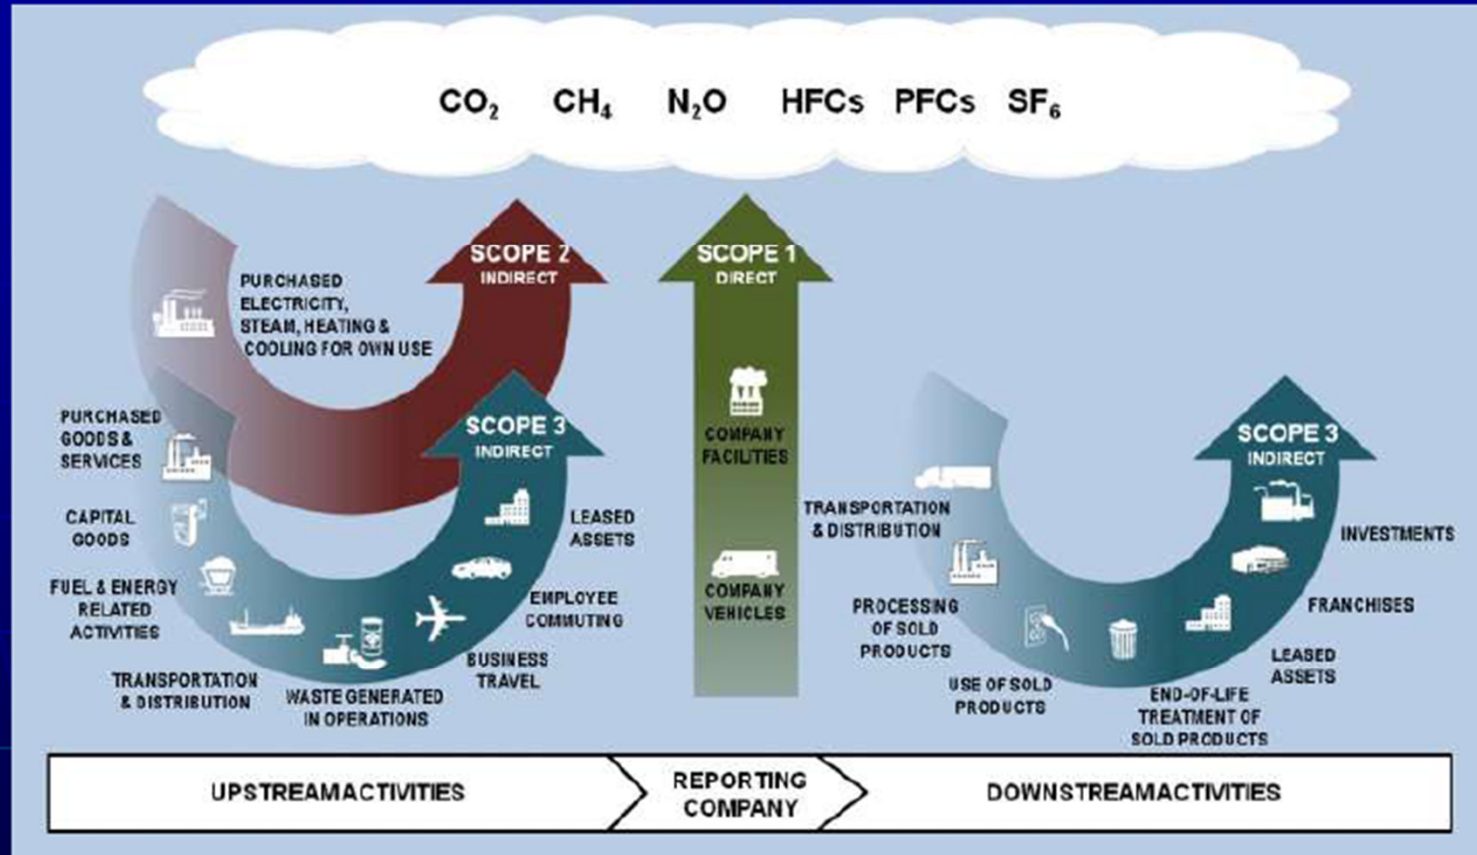 CO₂ CH₄ N₂O HFCs PFCs SF₆
SCOPE 2
INDIRECT
SCOPE 1
DIRECT
PURCHASED
ELECTRICITY,
STEAM, HEATING &
COOLING FOR OWN USE
PURCHASED
GOODS &
SERVICES
CAPITAL
GOODS
FUEL & ENERGY
RELATED
ACTIVITIES
TRANSPORTATION
& DISTRIBUTION
WASTE GENERATED
IN OPERATIONS
BUSINESS
TRAVEL
EMPLOYEE
COMMUTING
LEASED
ASSETS
SCOPE 3
INDIRECT
COMPANY
FACILITIES
COMPANY
VEHICLES
TRANSPORTATION
& DISTRIBUTION
PROCESSING
OF SOLD
PRODUCTS
USE OF SOLD
PRODUCTS
END-OF-LIFE
TREATMENT OF
SOLD PRODUCTS
LEASED
ASSETS
FRANCHISES
INVESTMENTS
SCOPE 3
INDIRECT
UPSTREAMACTIVITIES
REPORTING
COMPANY
DOWNSTREAMACTIVITIES